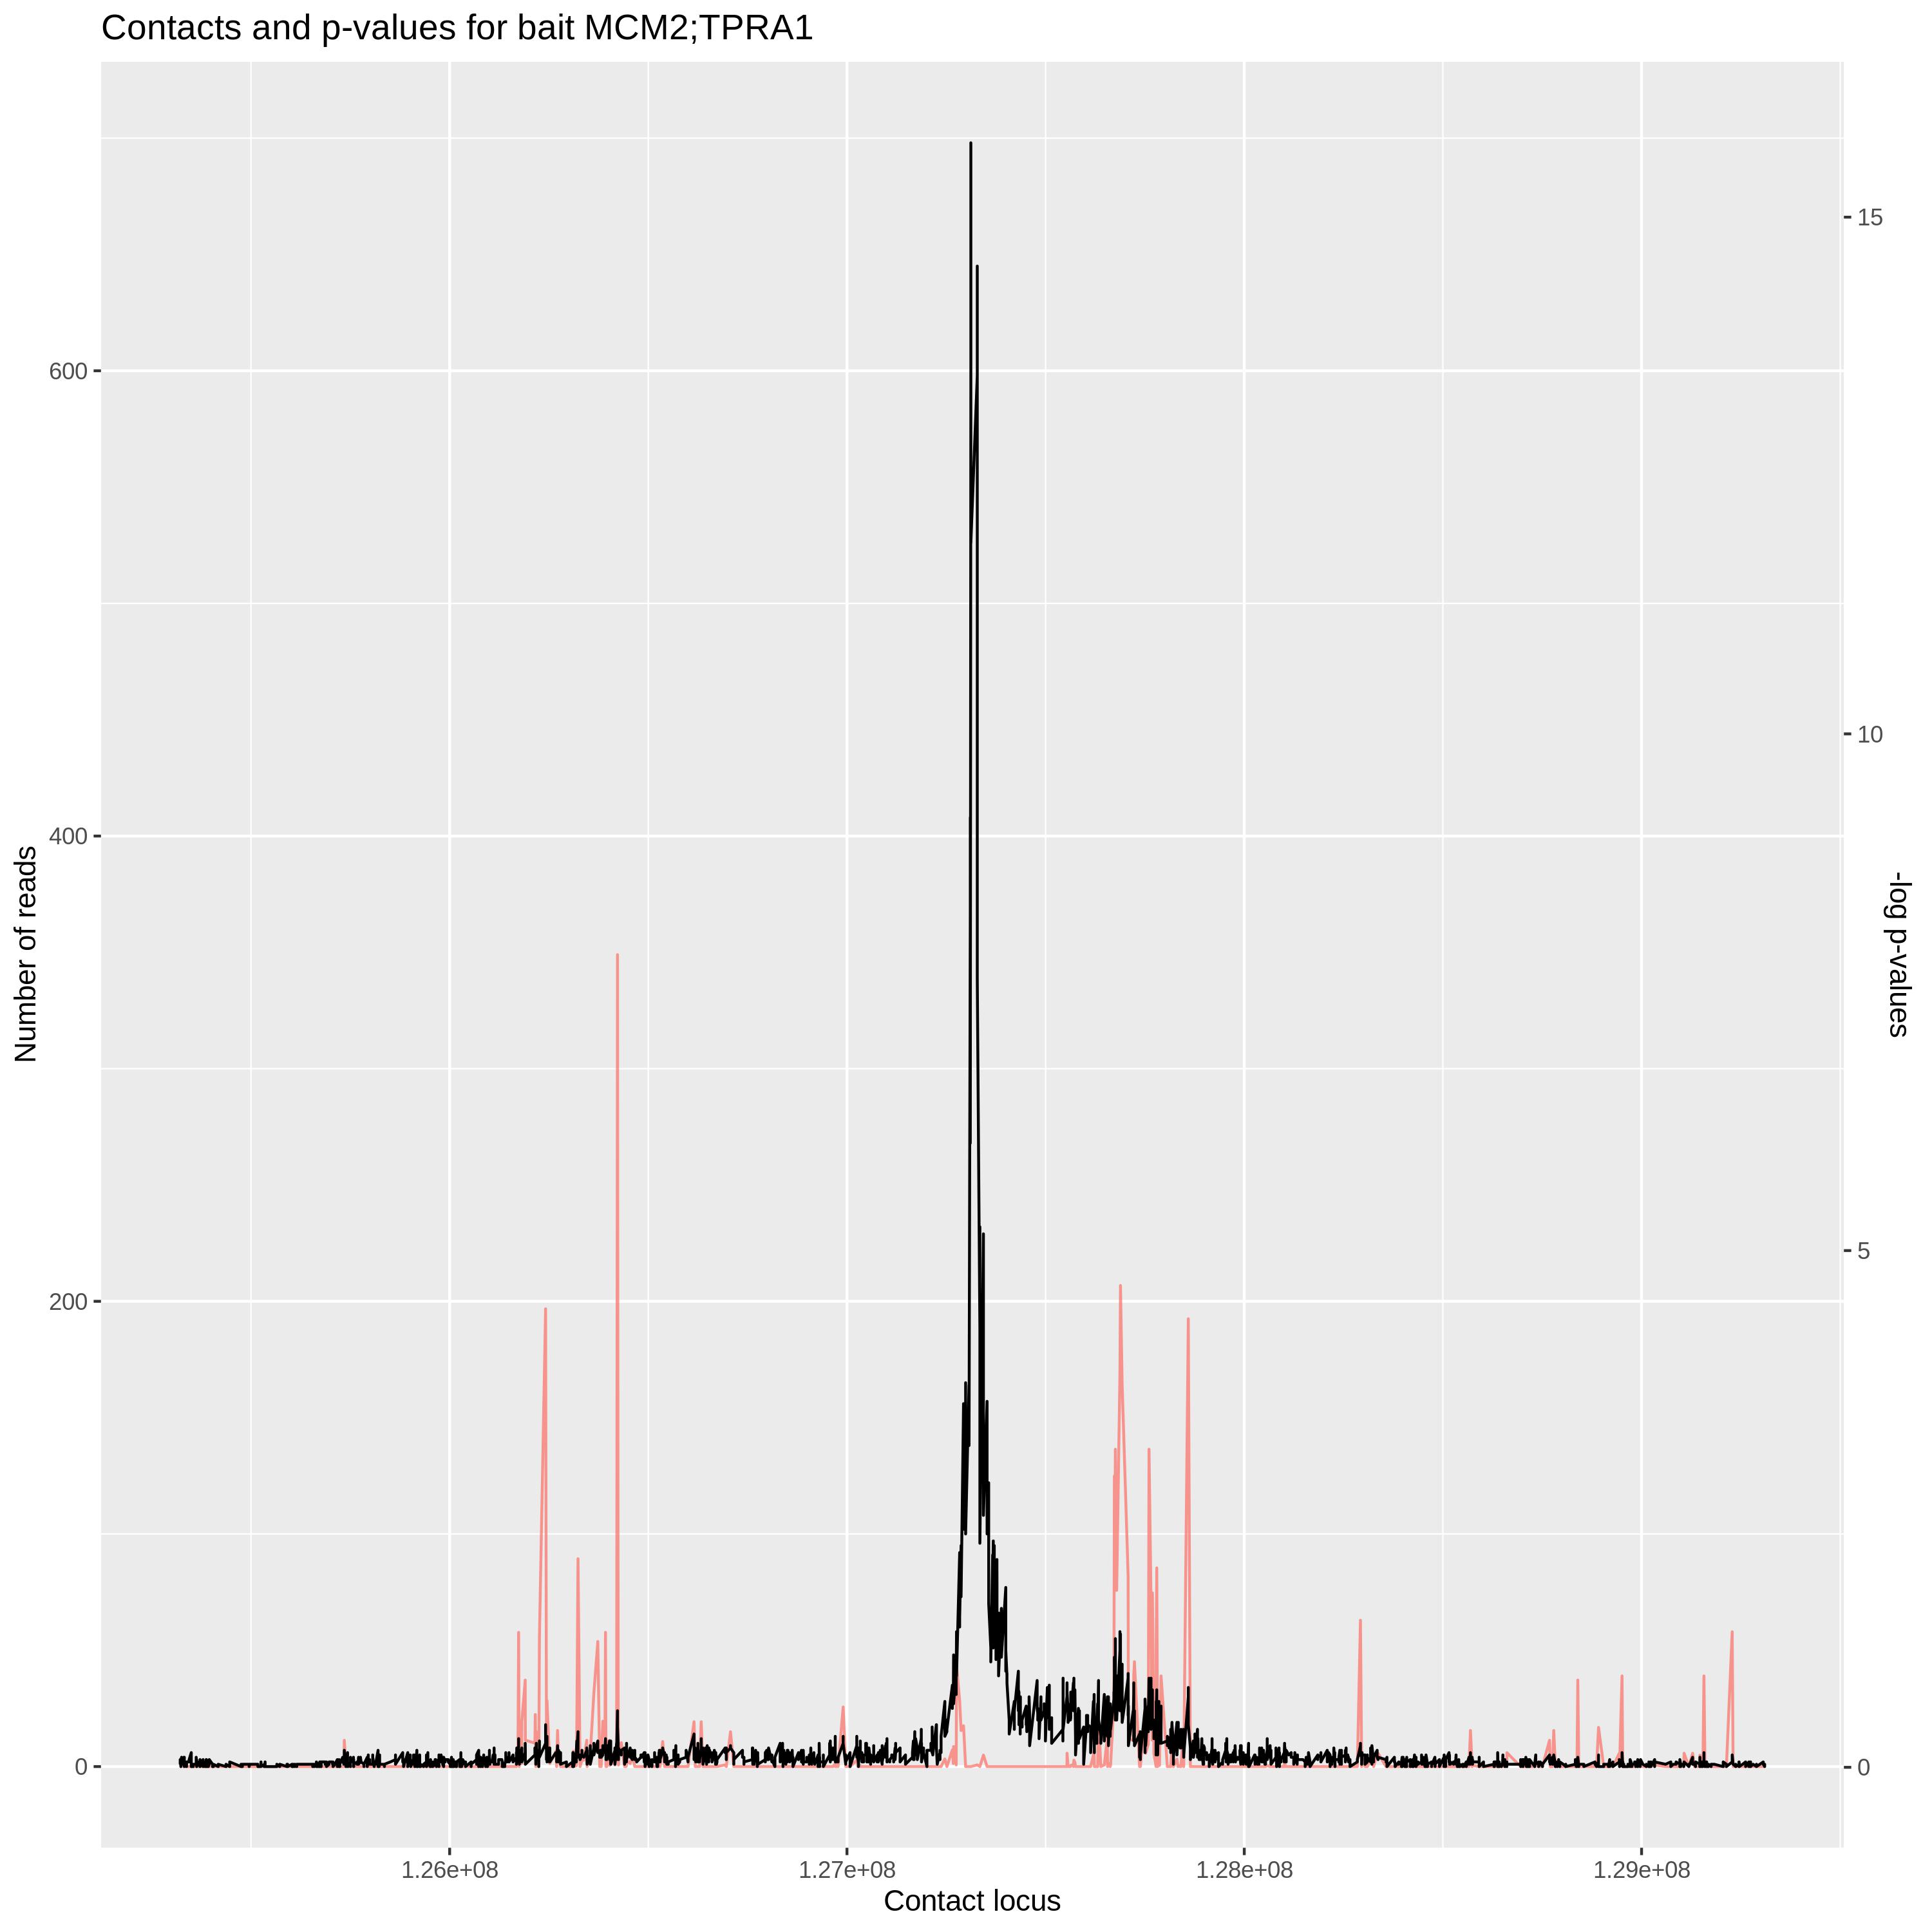 Contacts and p-values for bait MCM2;TPRA1
600
400
200
0
Number of reads
15
10
5
0
-log p-values
1.26e+08
1.27e+08
1.28e+08
1.29e+08
Contact locus